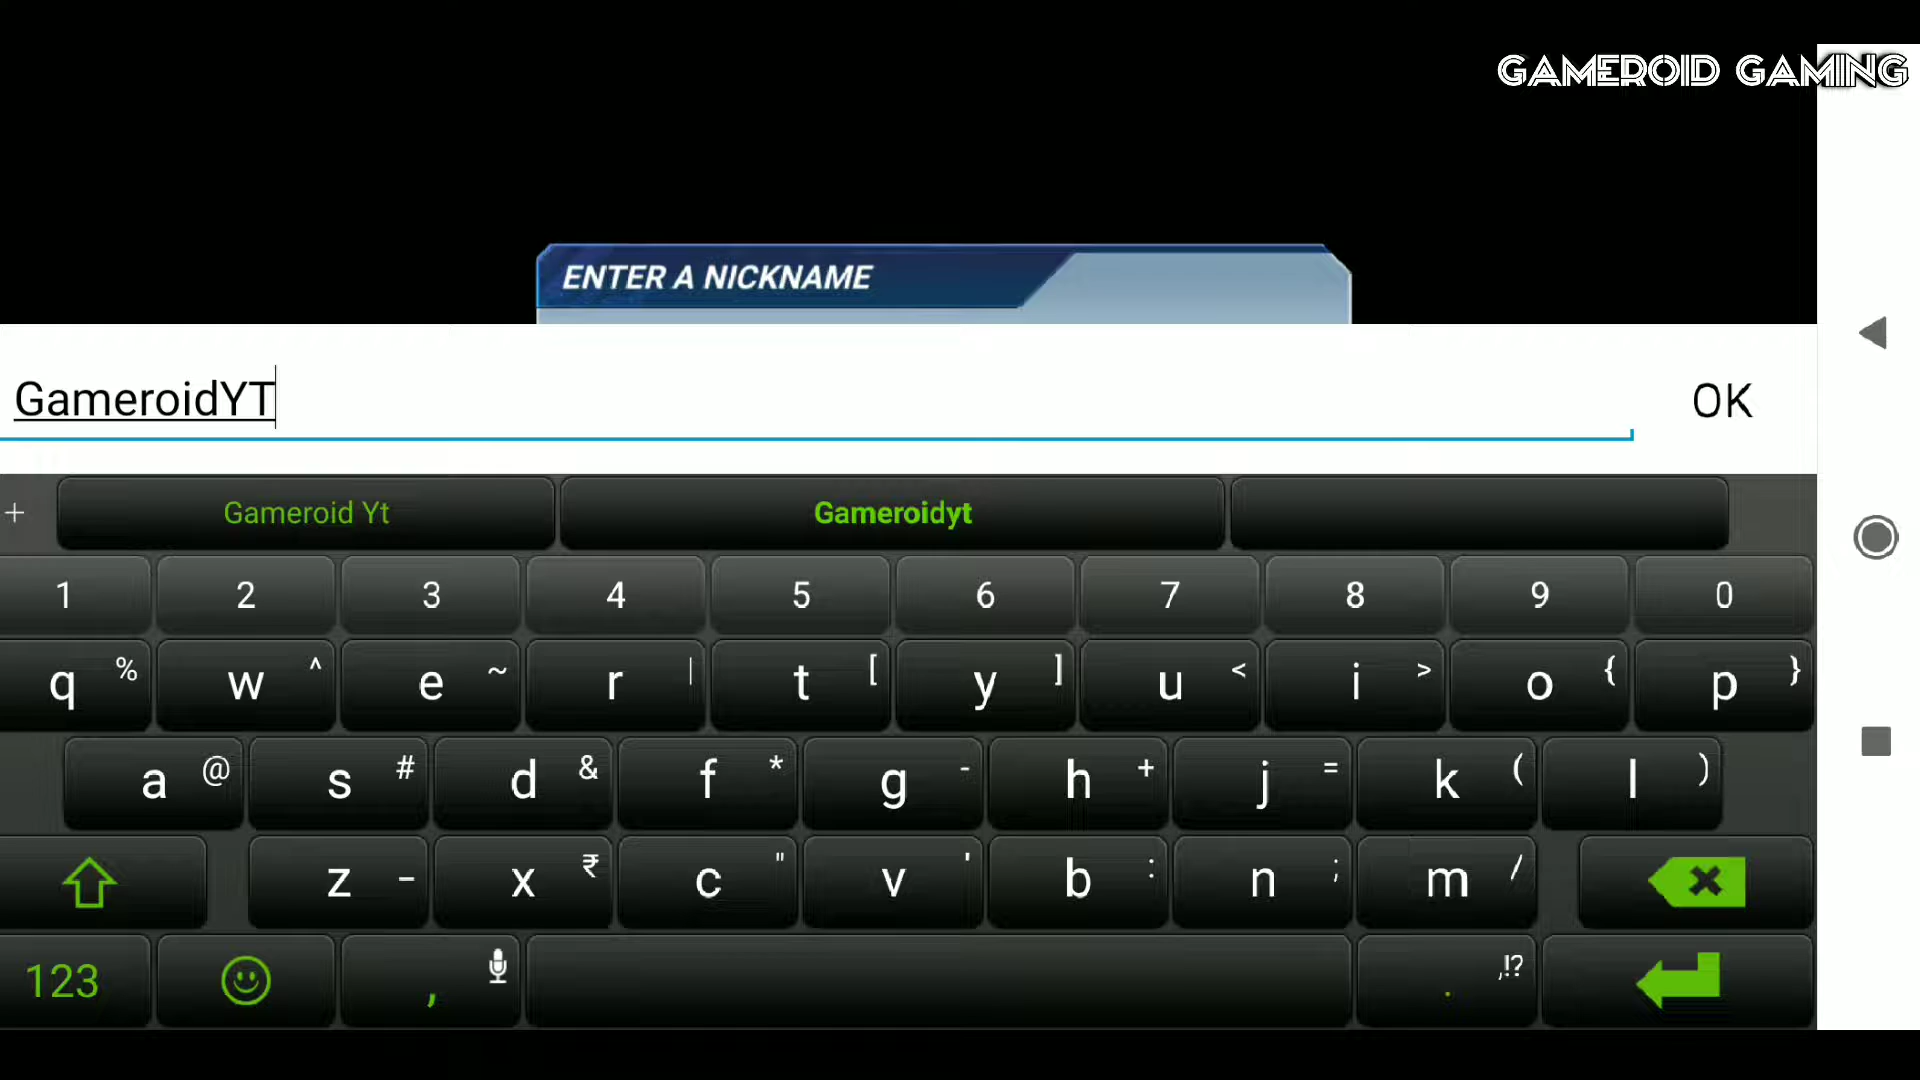 GAMEROID GAMING
ENTER A NICKNAME
GameroidYT
OK
+ Gameroid Yt Gameroidyt
1 2 3 4 5 6 7 8 9 0
q % w ^ e ~ r | t [ y ] u < i > o { p }
a @ s # d & f * g - h + j = k ( l )
z - x ₹ c " v ' b : n ; m /
123 , . ,!?